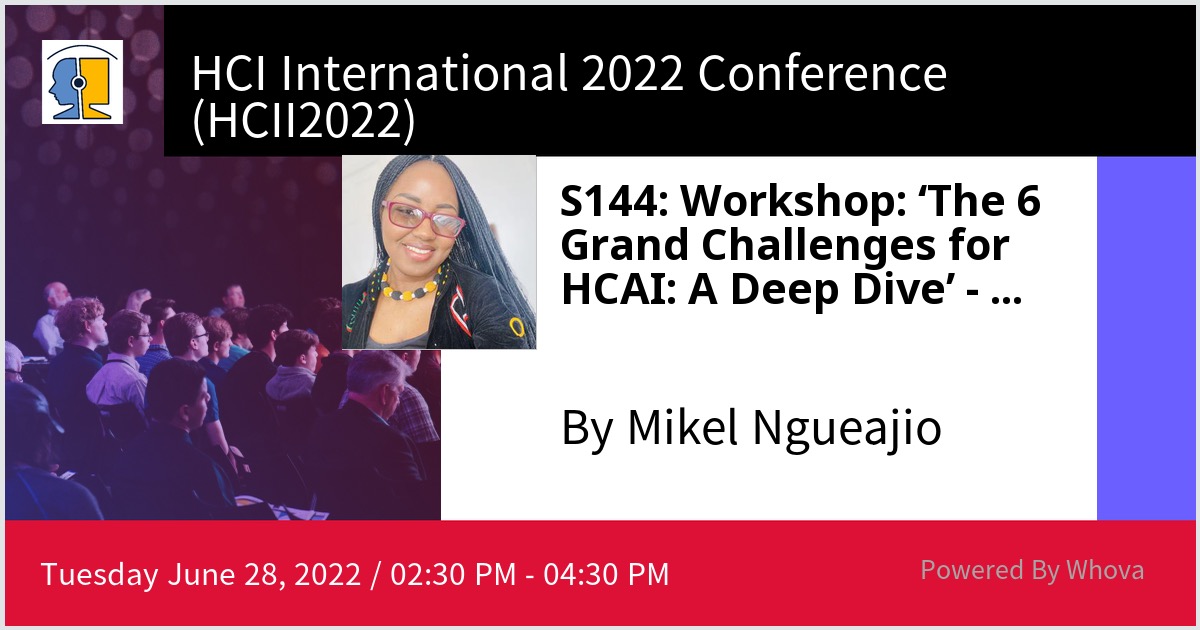 HCI International 2022 Conference
(HCII2022)
S144: Workshop: ‘The 6
Grand Challenges for
HCAI: A Deep Dive’ - ...
By Mikel Ngueajio
Tuesday June 28, 2022 / 02:30 PM - 04:30 PM
Powered By Whova